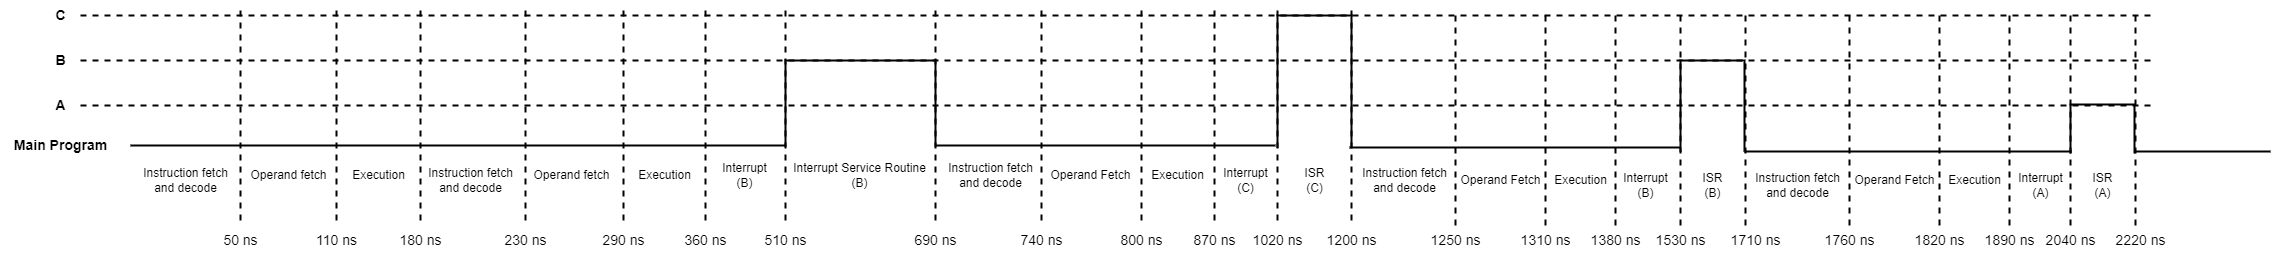 C
B
A
Main Program
Instruction fetch
and decode
Operand fetch
Execution
Instruction fetch
and decode
Operand fetch
Execution
Interrupt
(B)
Interrupt Service Routine
(B)
Instruction fetch
and decode
Operand Fetch
Execution
Interrupt
(C)
ISR
(C)
Instruction fetch
and decode
Operand Fetch
Execution
Interrupt
(B)
ISR
(B)
Instruction fetch
and decode
Operand Fetch
Execution
Interrupt
(A)
ISR
(A)
50 ns
110 ns
180 ns
230 ns
290 ns
360 ns
510 ns
690 ns
740 ns
800 ns
870 ns
1020 ns
1200 ns
1250 ns
1310 ns
1380 ns
1530 ns
1710 ns
1760 ns
1820 ns
1890 ns
2040 ns
2220 ns